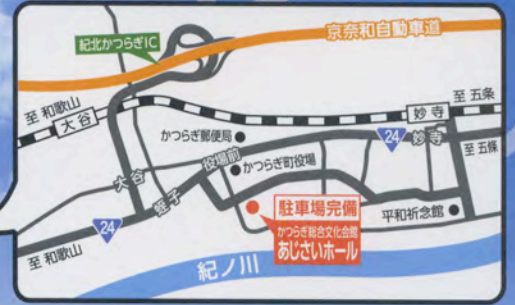 京奈和自動車道
紀北かつらぎIC
至 和歌山
大谷
妙寺
至 五条
かつらぎ郵便局
24
妙寺
役場前
至 五條
かつらぎ町役場
大谷
蛭子
駐車場完備
かつらぎ総合文化会館
あじさいホール
平和祈念館
24
至 和歌山
紀ノ川